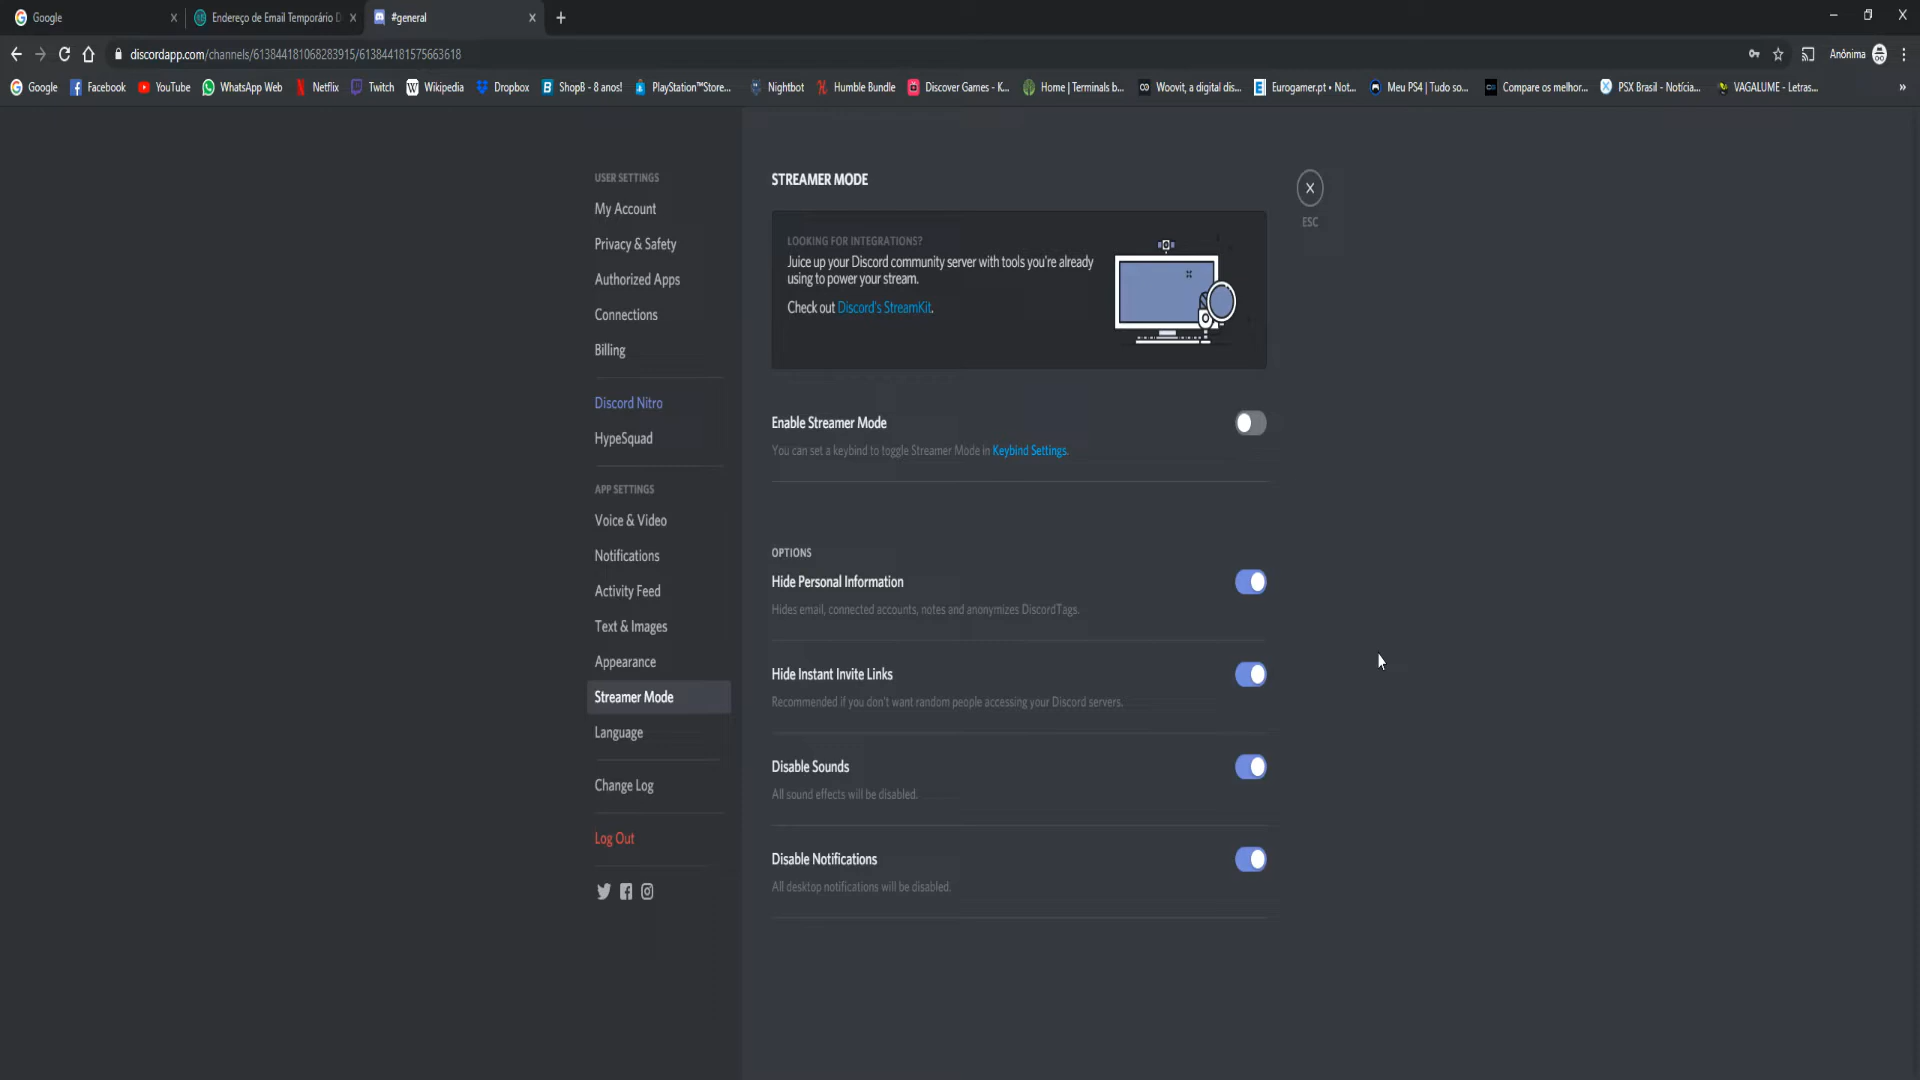 Google
Endereço de Email Temporário D
#general
discordapp.com/channels/613844181068283915/613844181575663618
Anônima
Google Facebook YouTube WhatsApp Web Netflix Twitch Wikipedia Dropbox ShopB - 8 anos! PlayStation™Store... Nightbot Humble Bundle Discover Games - K... Home | Terminals b... Woovit, a digital dis... Eurogamer.pt • Not... Meu PS4 | Tudo so... Compare os melhor... PSX Brasil - Notícia... VAGALUME - Letras... »
USER SETTINGS
My Account
Privacy & Safety
Authorized Apps
Connections
Billing
Discord Nitro
HypeSquad
APP SETTINGS
Voice & Video
Notifications
Activity Feed
Text & Images
Appearance
Streamer Mode
Language
Change Log
Log Out
STREAMER MODE
LOOKING FOR INTEGRATIONS?
Juice up your Discord community server with tools you're already
using to power your stream.
Check out Discord's StreamKit.
ESC
Enable Streamer Mode
You can set a keybind to toggle Streamer Mode in Keybind Settings.
OPTIONS
Hide Personal Information
Hides email, connected accounts, notes and anonymizes DiscordTags.
Hide Instant Invite Links
Recommended if you don't want random people accessing your Discord servers.
Disable Sounds
All sound effects will be disabled.
Disable Notifications
All desktop notifications will be disabled.